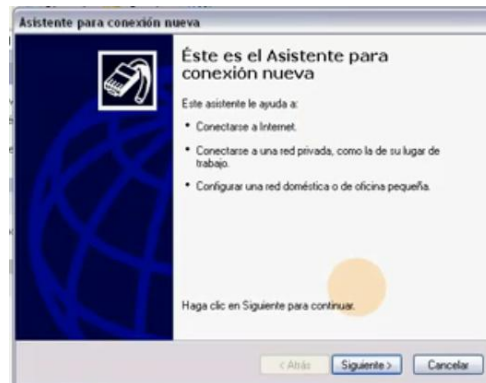 Asistente para conexión nueva
Éste es el Asistente para
conexión nueva
Este asistente le ayuda a:
• Conectarse a Internet.
• Conectarse a una red privada, como la de su lugar de
trabajo.
• Configurar una red doméstica o de oficina pequeña.
Haga clic en Siguiente para continuar.
< Atrás Siguiente > Cancelar